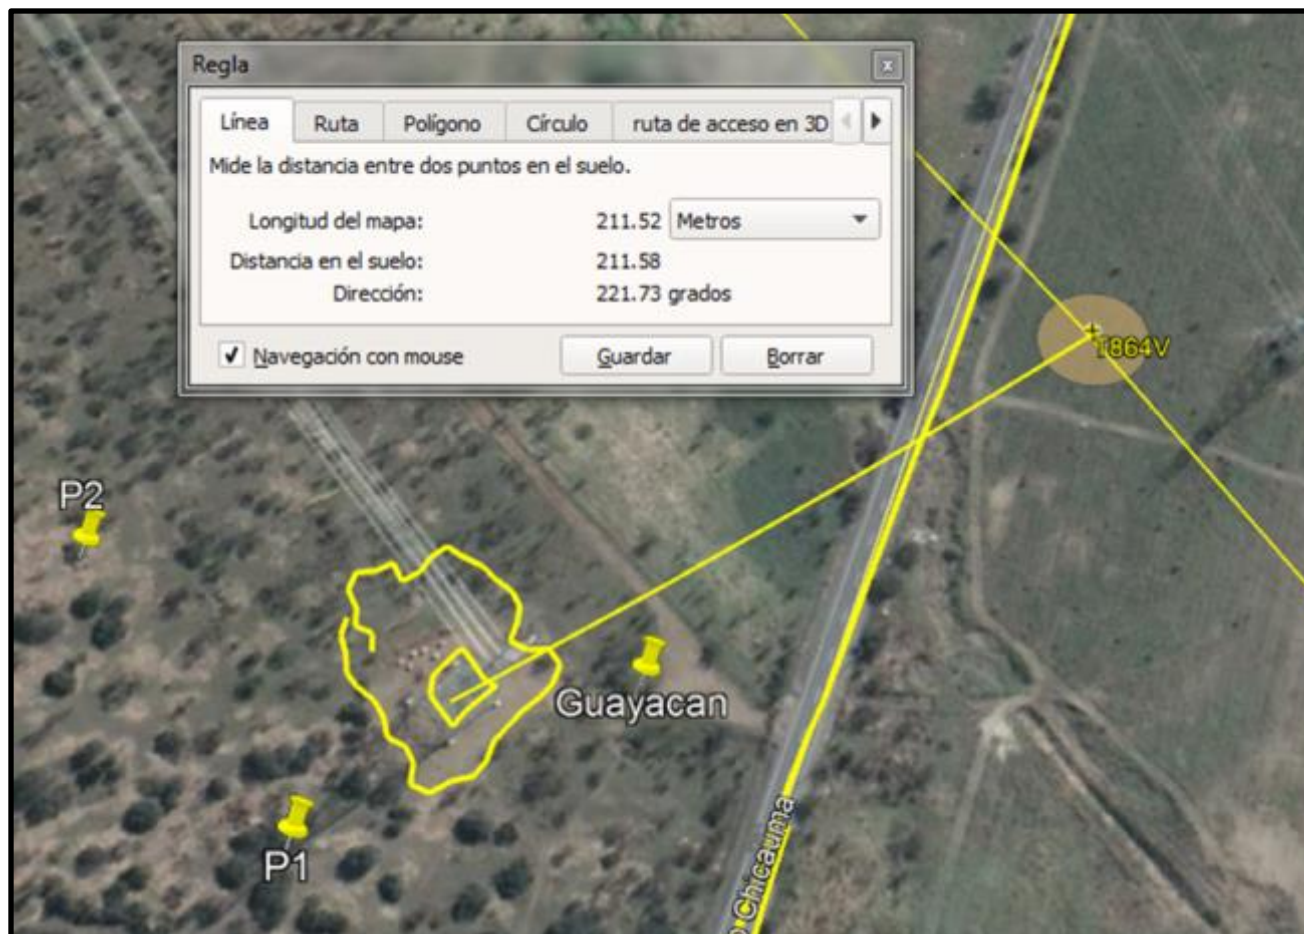 Regla
Línea Ruta Polígono Círculo ruta de acceso en 3D
Mide la distancia entre dos puntos en el suelo.
Longitud del mapa: 211.52 Metros
Distancia en el suelo: 211.58
Dirección: 221.73 grados
Navegación con mouse Guardar Borrar
T864V
P2
Guayacan
P1
Chicauma